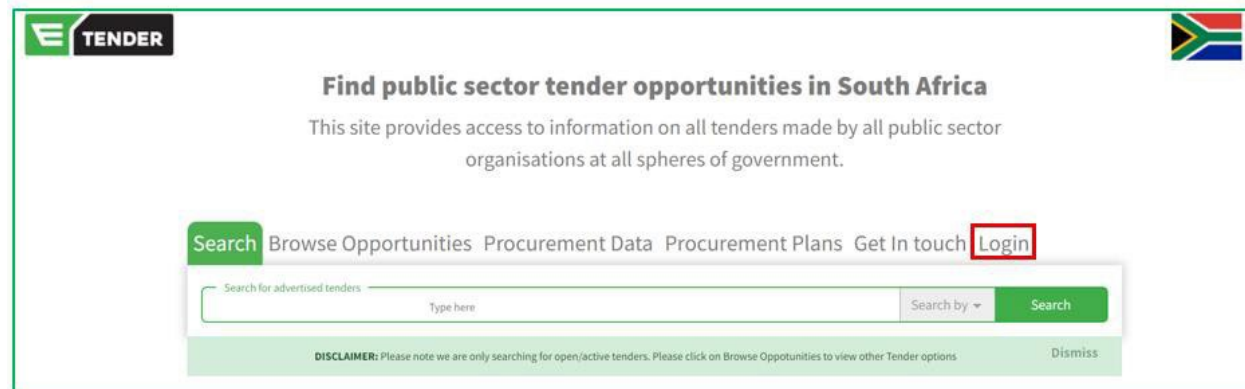 TENDER
Find public sector tender opportunities in South Africa
This site provides access to information on all tenders made by all public sector
organisations at all spheres of government.
Search Browse Opportunities Procurement Data Procurement Plans Get In touch Login
Search for advertised tenders
Type here Search by Search
DISCLAIMER: Please note we are only searching for open/active tenders. Please click on Browse Oppotunities to view other Tender options Dismiss